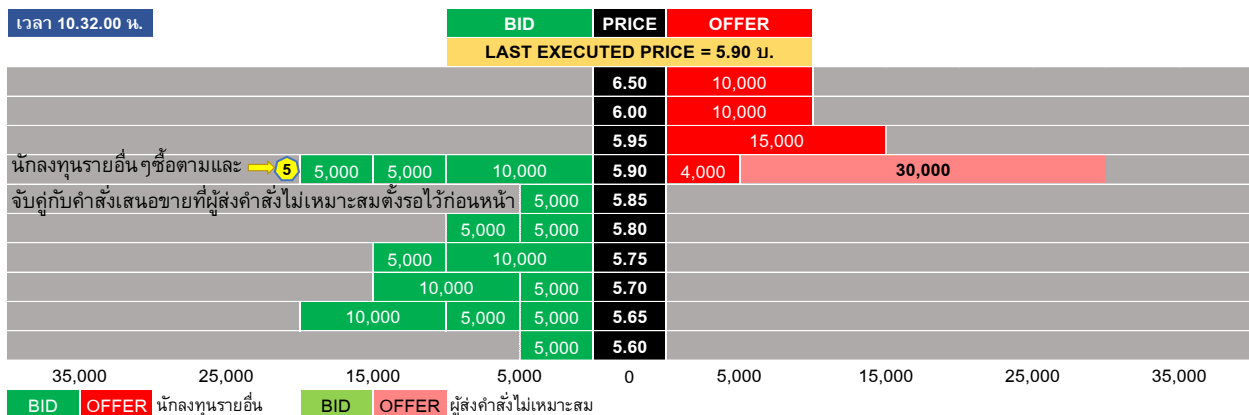 เวลา 10.32.00 น. BID PRICE OFFER
LAST EXECUTED PRICE = 5.90 บ.
6.50 10,000
6.00 10,000
5.95 15,000
นักลงทุนรายอื่นๆซื้อตามและ 5 5,000 5,000 10,000 5.90 4,000 30,000
จับคู่กับคำสั่งเสนอขายที่ผู้ส่งคำสั่งไม่เหมาะสมตั้งรอไว้ก่อนหน้า 5,000 5.85
5,000 5,000 5.80
5,000 10,000 5.75
10,000 5,000 5.70
10,000 5,000 5,000 5.65
5,000 5.60
35,000 25,000 15,000 5,000 0 5,000 15,000 25,000 35,000
BID OFFER นักลงทุนรายอื่น BID OFFER ผู้ส่งคำสั่งไม่เหมาะสม